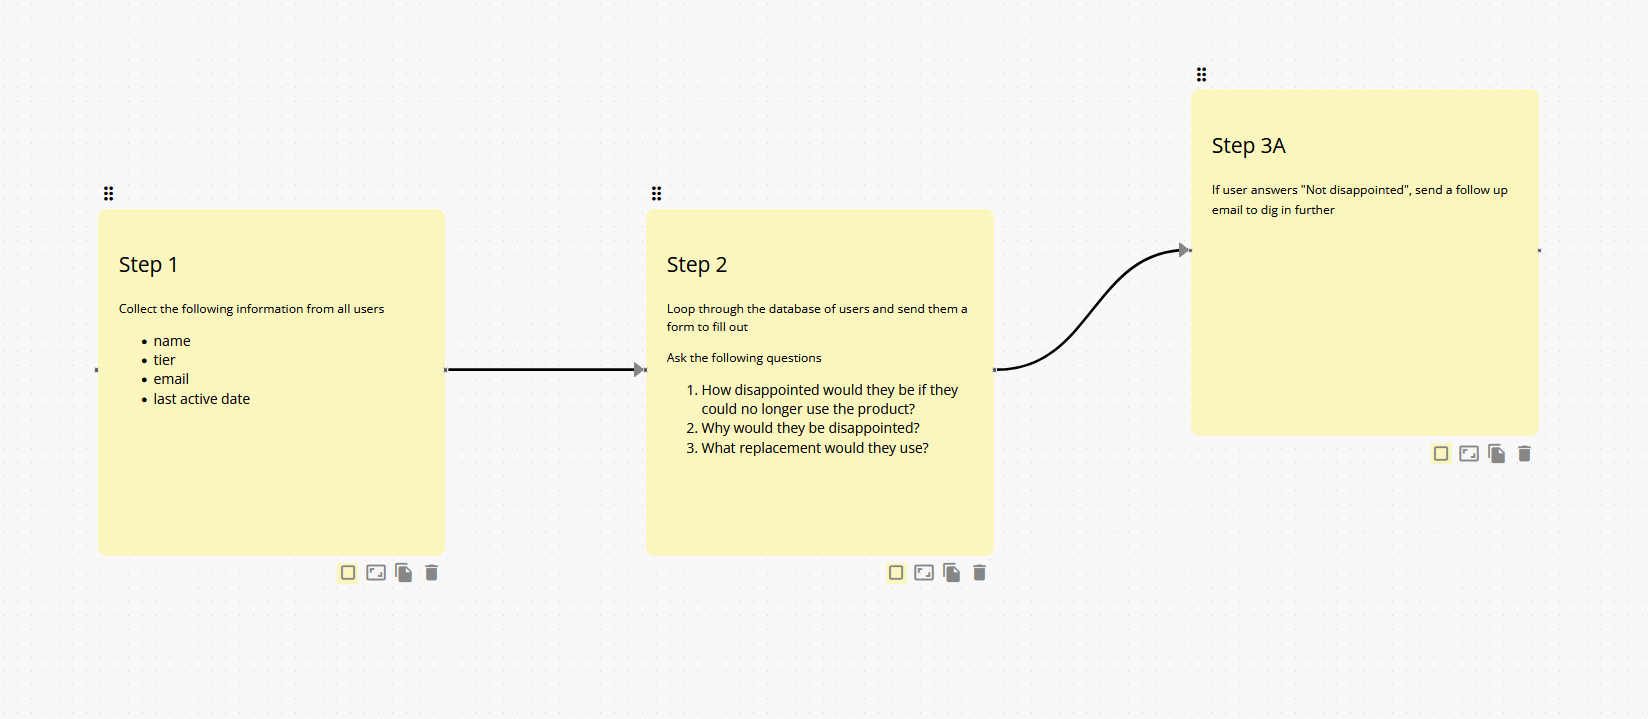 Step 1
Collect the following information from all users
• name
• tier
• email
• last active date
Step 2
Loop through the database of users and send them a
form to fill out
Ask the following questions
1. How disappointed would they be if they
could no longer use the product?
2. Why would they be disappointed?
3. What replacement would they use?
Step 3A
If user answers "Not disappointed", send a follow up
email to dig in further